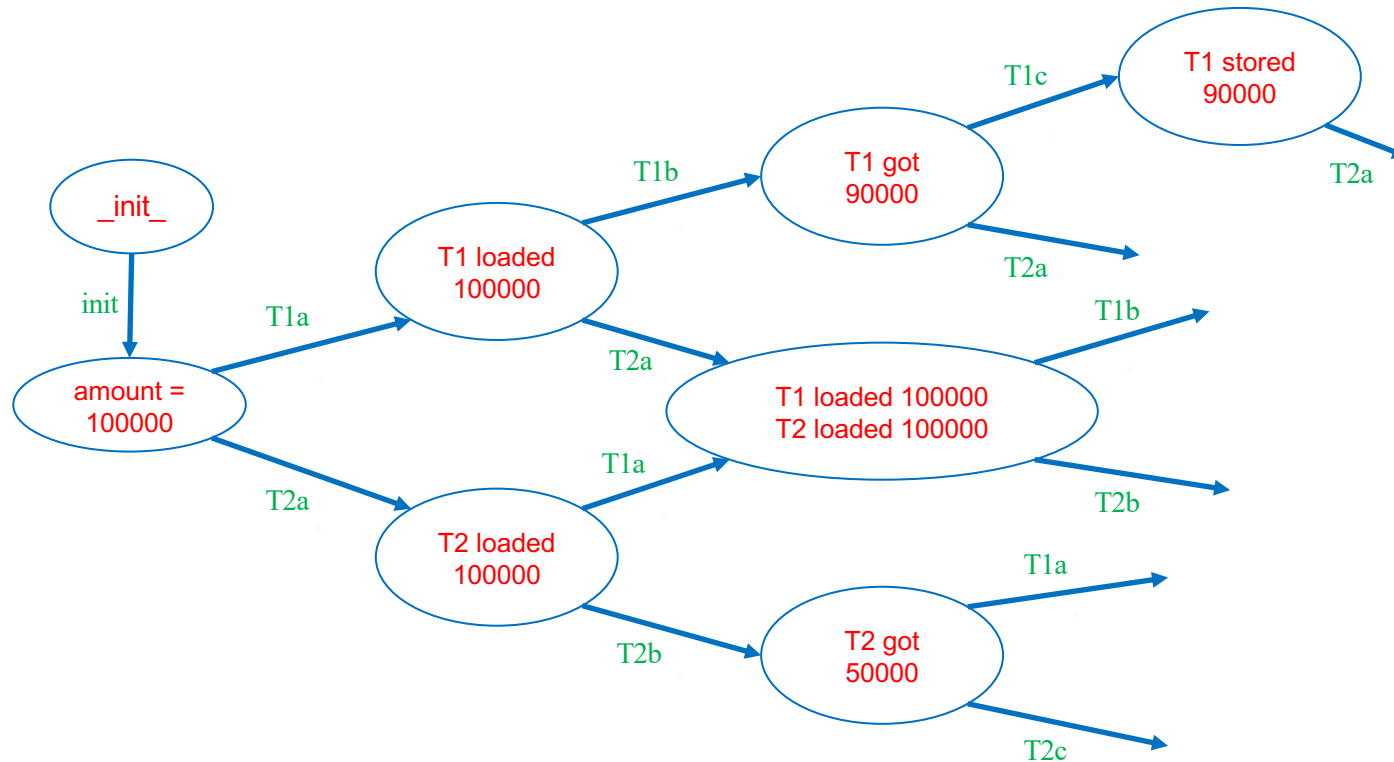 T1 stored
90000
T1c
T2a
T1 got
90000
T1b
T2a
_init_
init
T1 loaded
100000
T1a
T2a
T1b
amount =
100000
T1 loaded 100000
T2 loaded 100000
T1a
T2a
T2b
T2 loaded
100000
T2b
T1a
T2 got
50000
T2c